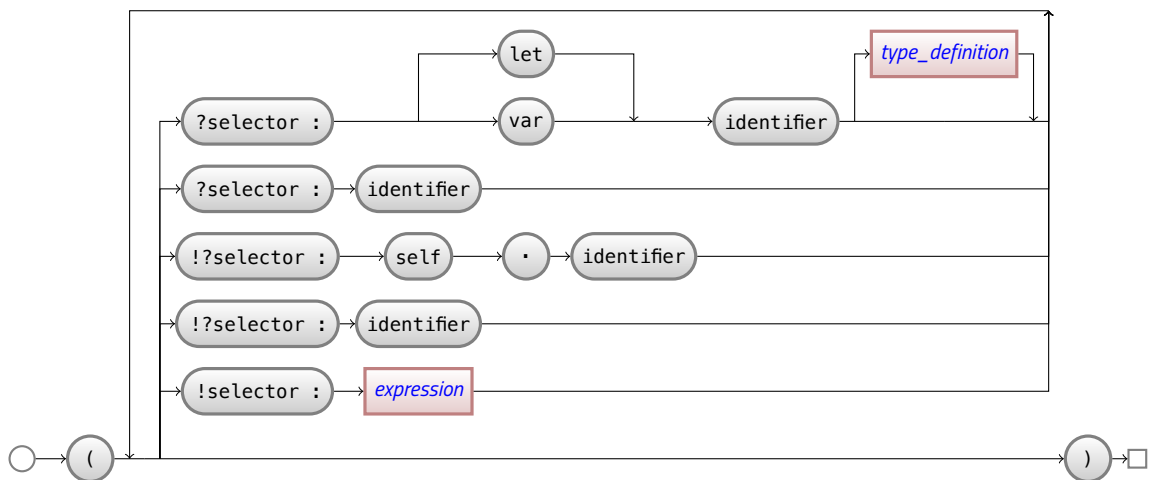 let
type_definition
?selector : var identifier
?selector : identifier
!?selector : self . identifier
!?selector : identifier
!selector : expression
( )